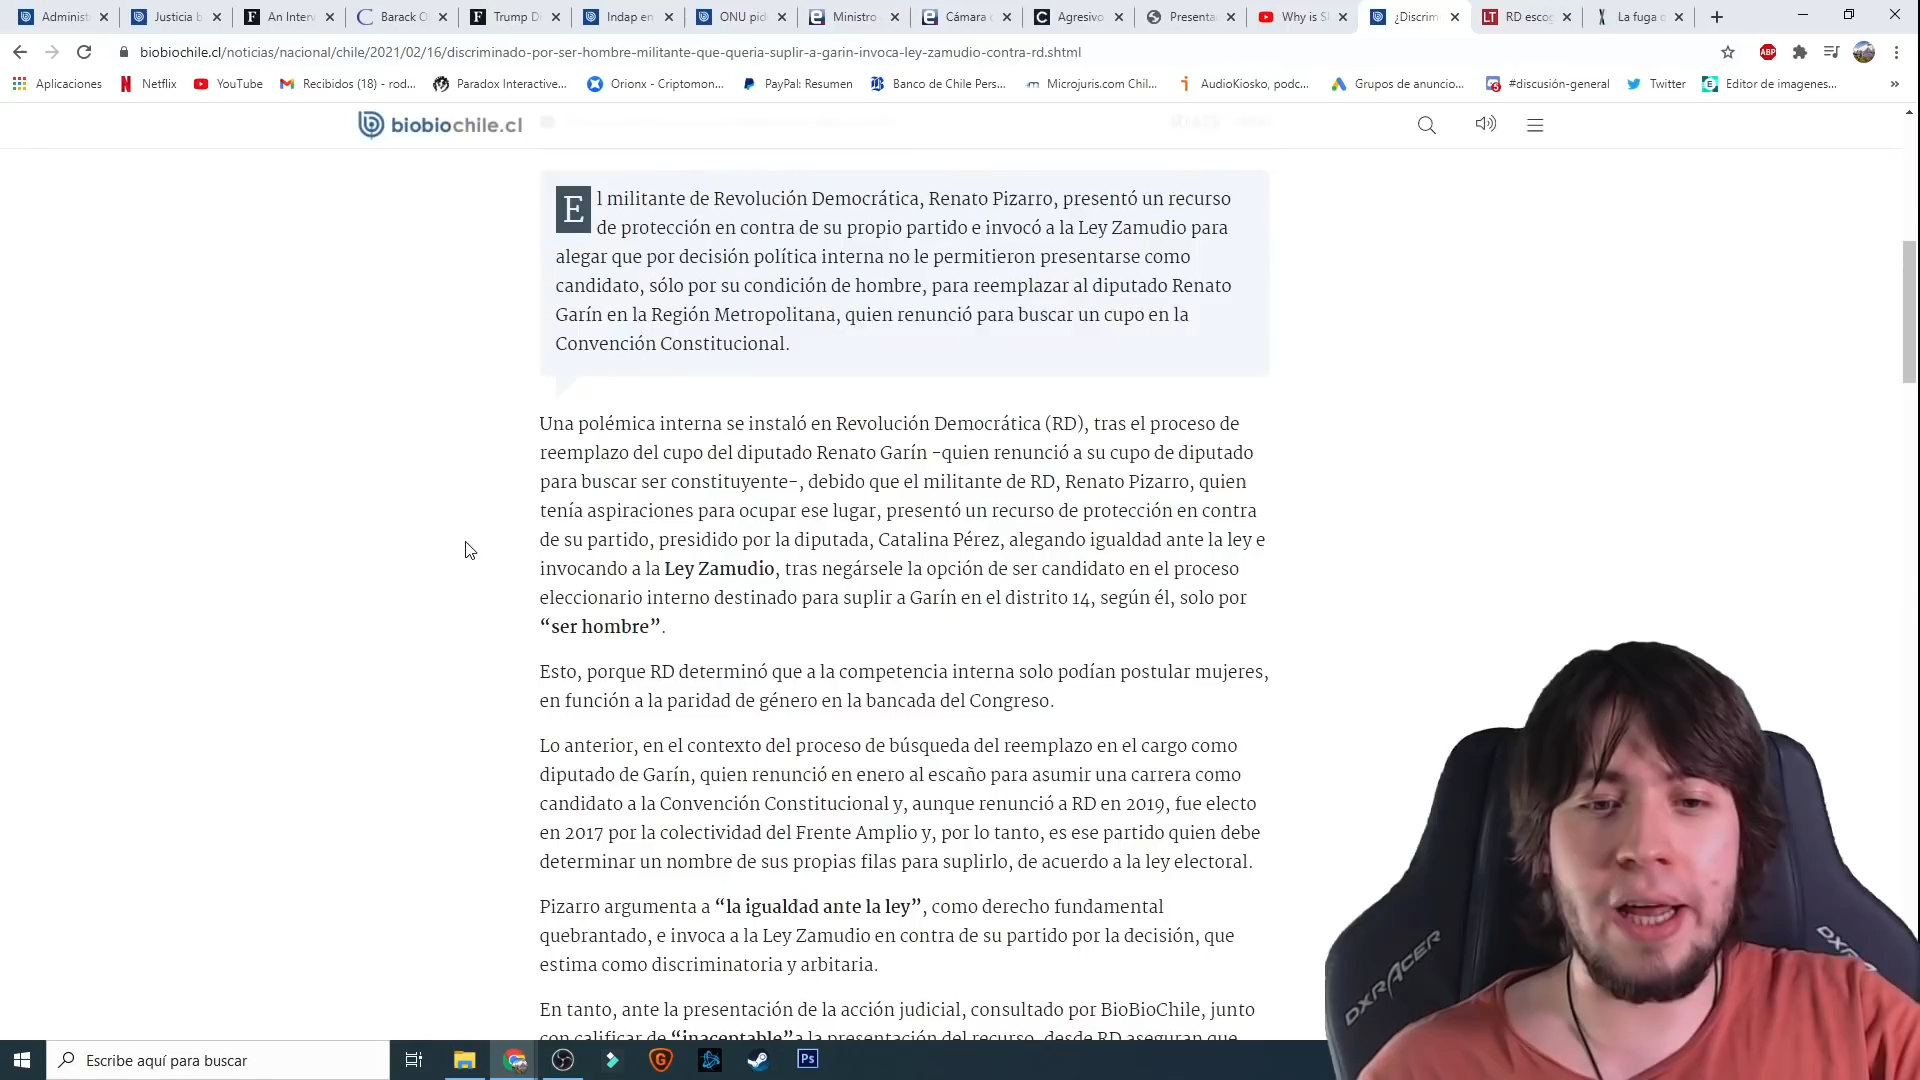 Administ
Justicia b
An Interv
Barack O
Trump D
Indap en
ONU pid
Ministro
Cámara c
Agresivo
Presenta
Why is S
¿Discrim
RD escog
La fuga
biobiochile.cl/noticias/nacional/chile/2021/02/16/discriminado-por-ser-hombre-militante-que-queria-suplir-a-garin-invoca-ley-zamudio-contra-rd.shtml
ABP
Aplicaciones
Netflix
YouTube
Recibidos (18) - rod...
Paradox Interactive...
Orionx - Criptomon...
PayPal: Resumen
Banco de Chile Pers...
Microjuris.com Chil...
AudioKiosko, podc...
Grupos de anuncio...
#discusión-general
Twitter
Editor de imagenes...
»
biobiochile.cl
El militante de Revolución Democrática, Renato Pizarro, presentó un recurso
de protección en contra de su propio partido e invocó a la Ley Zamudio para
alegar que por decisión política interna no le permitieron presentarse como
candidato, sólo por su condición de hombre, para reemplazar al diputado Renato
Garín en la Región Metropolitana, quien renunció para buscar un cupo en la
Convención Constitucional.
Una polémica interna se instaló en Revolución Democrática (RD), tras el proceso de
reemplazo del cupo del diputado Renato Garín -quien renunció a su cupo de diputado
para buscar ser constituyente-, debido que el militante de RD, Renato Pizarro, quien
tenía aspiraciones para ocupar ese lugar, presentó un recurso de protección en contra
de su partido, presidido por la diputada, Catalina Pérez, alegando igualdad ante la ley e
invocando a la Ley Zamudio, tras negársele la opción de ser candidato en el proceso
eleccionario interno destinado para suplir a Garín en el distrito 14, según él, solo por
“ser hombre”.
Esto, porque RD determinó que a la competencia interna solo podían postular mujeres,
en función a la paridad de género en la bancada del Congreso.
Lo anterior, en el contexto del proceso de búsqueda del reemplazo en el cargo como
diputado de Garín, quien renunció en enero al escaño para asumir una carrera como
candidato a la Convención Constitucional y, aunque renunció a RD en 2019, fue electo
en 2017 por la colectividad del Frente Amplio y, por lo tanto, es ese partido quien debe
determinar un nombre de sus propias filas para suplirlo, de acuerdo a la ley electoral.
Pizarro argumenta a “la igualdad ante la ley”, como derecho fundamental
quebrantado, e invoca a la Ley Zamudio en contra de su partido por la decisión, que
estima como discriminatoria y arbitaria.
En tanto, ante la presentación de la acción judicial, consultado por BioBioChile, junto
con calificar de “inaceptable”a la presentación del recurso, desde RD aseguran que
DXRACER
DXRA
Escribe aquí para buscar
Ps